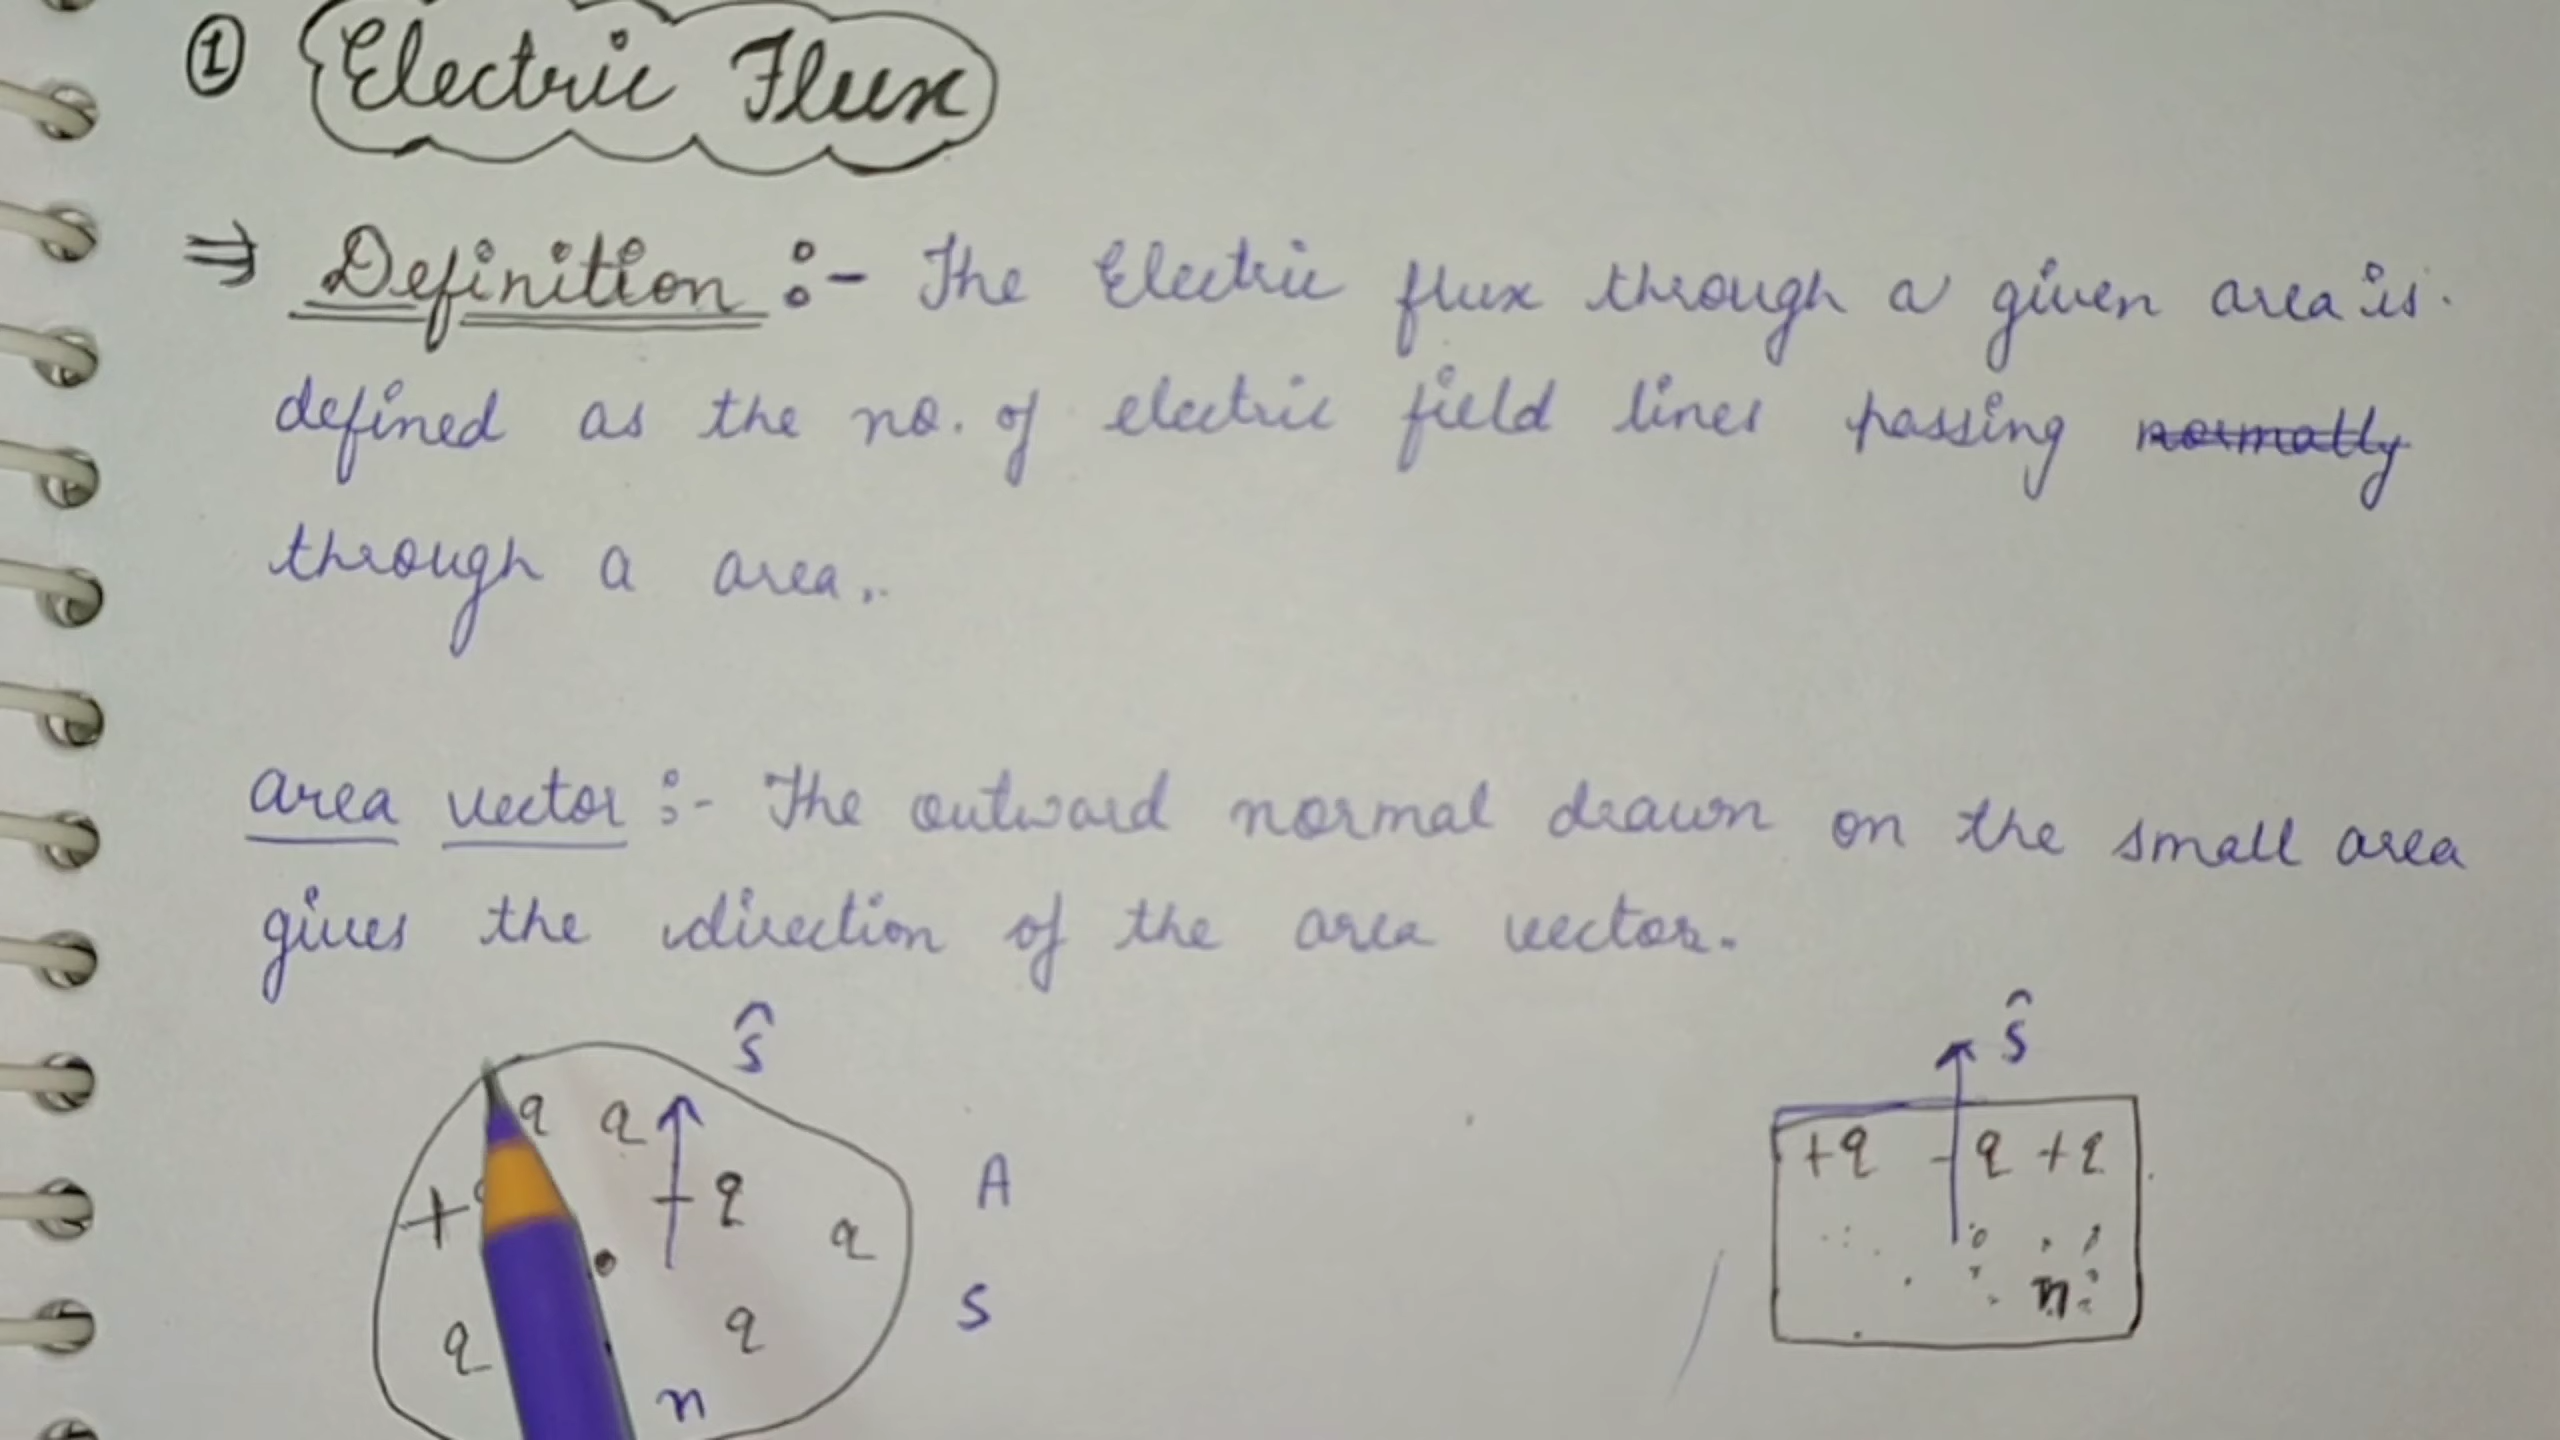 ① Electric Flux
⇒ Definition :- The Electric flux through a given area is.
defined as the no. of electric field lines passing normally
through a area..
area vector :- The outward normal drawn on the small area
gives the direction of the area vector.
ŝ
ŝ
q q
+q -q q A
q q S
n
+q -q +q
n